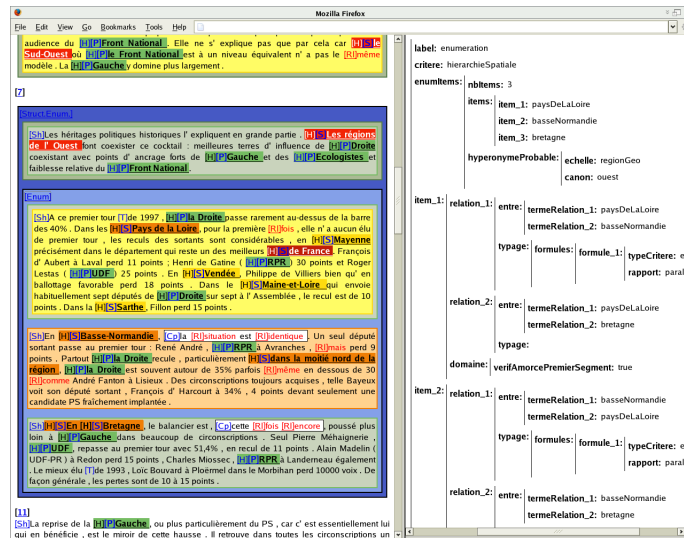 Mozilla Firefox
File Edit View Go Bookmarks Tools Help
audience du [H][P]Front National . Elle ne s' explique pas que par cela car [H][S]le
Sud-Ouest où [H][P]le Front National est à un niveau équivalent n' a pas le [RI]même
modèle . La [H][P]Gauche y domine plus largement .
[7]
[Struct.Enum.]
[Sh]Les héritages politiques historiques l' expliquent en grande partie . [H][S]Les régions
de l' Ouest font coexister ce cocktail : meilleures terres d' influence de [H][P]Droite
coexistant avec points d' ancrage forts de [H][P]Gauche et des [H][P]Ecologistes et
faiblesse relative du [H][P]Front National .
[Enum]
[Sh]A ce premier tour [T]de 1997 , [H][P]la Droite passe rarement au-dessus de la barre
des 40% . Dans les [H][S]Pays de la Loire , pour la première [RI]fois , elle n' a aucun élu
de premier tour , les reculs des sortants sont considérables , en [H][S]Mayenne
précisément dans le département qui reste un des meilleurs [H][S]de France . François
d' Aubert à Laval perd 11 points ; Henri de Gatine ( [H][P]RPR ) 30 points et Roger
Lestas ( [H][P]UDF ) 25 points . En [H][S]Vendée , Philippe de Villiers bien qu' en
ballottage favorable perd 18 points . Dans le [H][S]Maine-et-Loire qui envoie
habituellement sept députés de [H][P]Droite sur sept à l' Assemblée , le recul est de 10
points . Dans la [H][S]Sarthe , Fillon perd 15 points .
[Sh]En [H][S]Basse-Normandie , [Cp]la [RI]situation est [RI]identique . Un seul député
sortant passe au premier tour : René André , [H][P]RPR à Avranches , [RI]mais perd 9
points . Partout [H][P]la Droite recule , particulièrement [H][S]dans la moitié nord de la
région , [H][P]la Droite est souvent autour de 35% parfois [RI]même en dessous de 30
[RI]comme André Fanton à Lisieux . Des circonscriptions toujours acquises , telle Bayeux
voit son député sortant , François d' Harcourt à 34% , 4 points devant seulement une
candidate PS fraîchement implantée .
[Sh][H][S]En [H][S]Bretagne , le balancier est , [Cp]cette [RI]fois [RI]encore , poussé plus
loin à [H][P]Gauche dans beaucoup de circonscriptions . Seul Pierre Méhaignerie ,
[H][P]UDF , repasse au premier tour avec 51,4% , en recul de 11 points . Alain Madelin (
UDF-PR ) à Redon perd 15 points , Charles Miossec , [H][P]RPR à Landerneau également
. Le mieux élu [T]de 1993 , Loïc Bouvard à Ploërmel dans le Morbihan perd 10000 voix . De
façon générale , les pertes sont de 10 à 15 points .
[11]
[Sh]La reprise de la [H][P]Gauche , ou plus particulièrement du PS , car c' est essentiellement lui
qui en bénéficie , est le miroir de cette hausse . Il retrouve dans toutes les circonscriptions un
label: enumeration
critere: hierarchieSpatiale
enumItems: nbItems: 3
items: item_1: paysDeLaLoire
item_2: basseNormandie
item_3: bretagne
hyperonymeProbable: echelle: regionGeo
canon: ouest
item_1: relation_1: entre: termeRelation_1: paysDeLaLoire
termeRelation_2: basseNormandie
typage: formules: formule_1: typeCritere: e
rapport: paral
relation_2: entre: termeRelation_1: paysDeLaLoire
termeRelation_2: bretagne
typage:
domaine: verifAmorcePremierSegment: true
item_2: relation_1: entre: termeRelation_1: basseNormandie
termeRelation_2: paysDeLaLoire
typage: formules: formule_1: typeCritere: e
rapport: paral
relation_2: entre: termeRelation_1: basseNormandie
termeRelation_2: bretagne